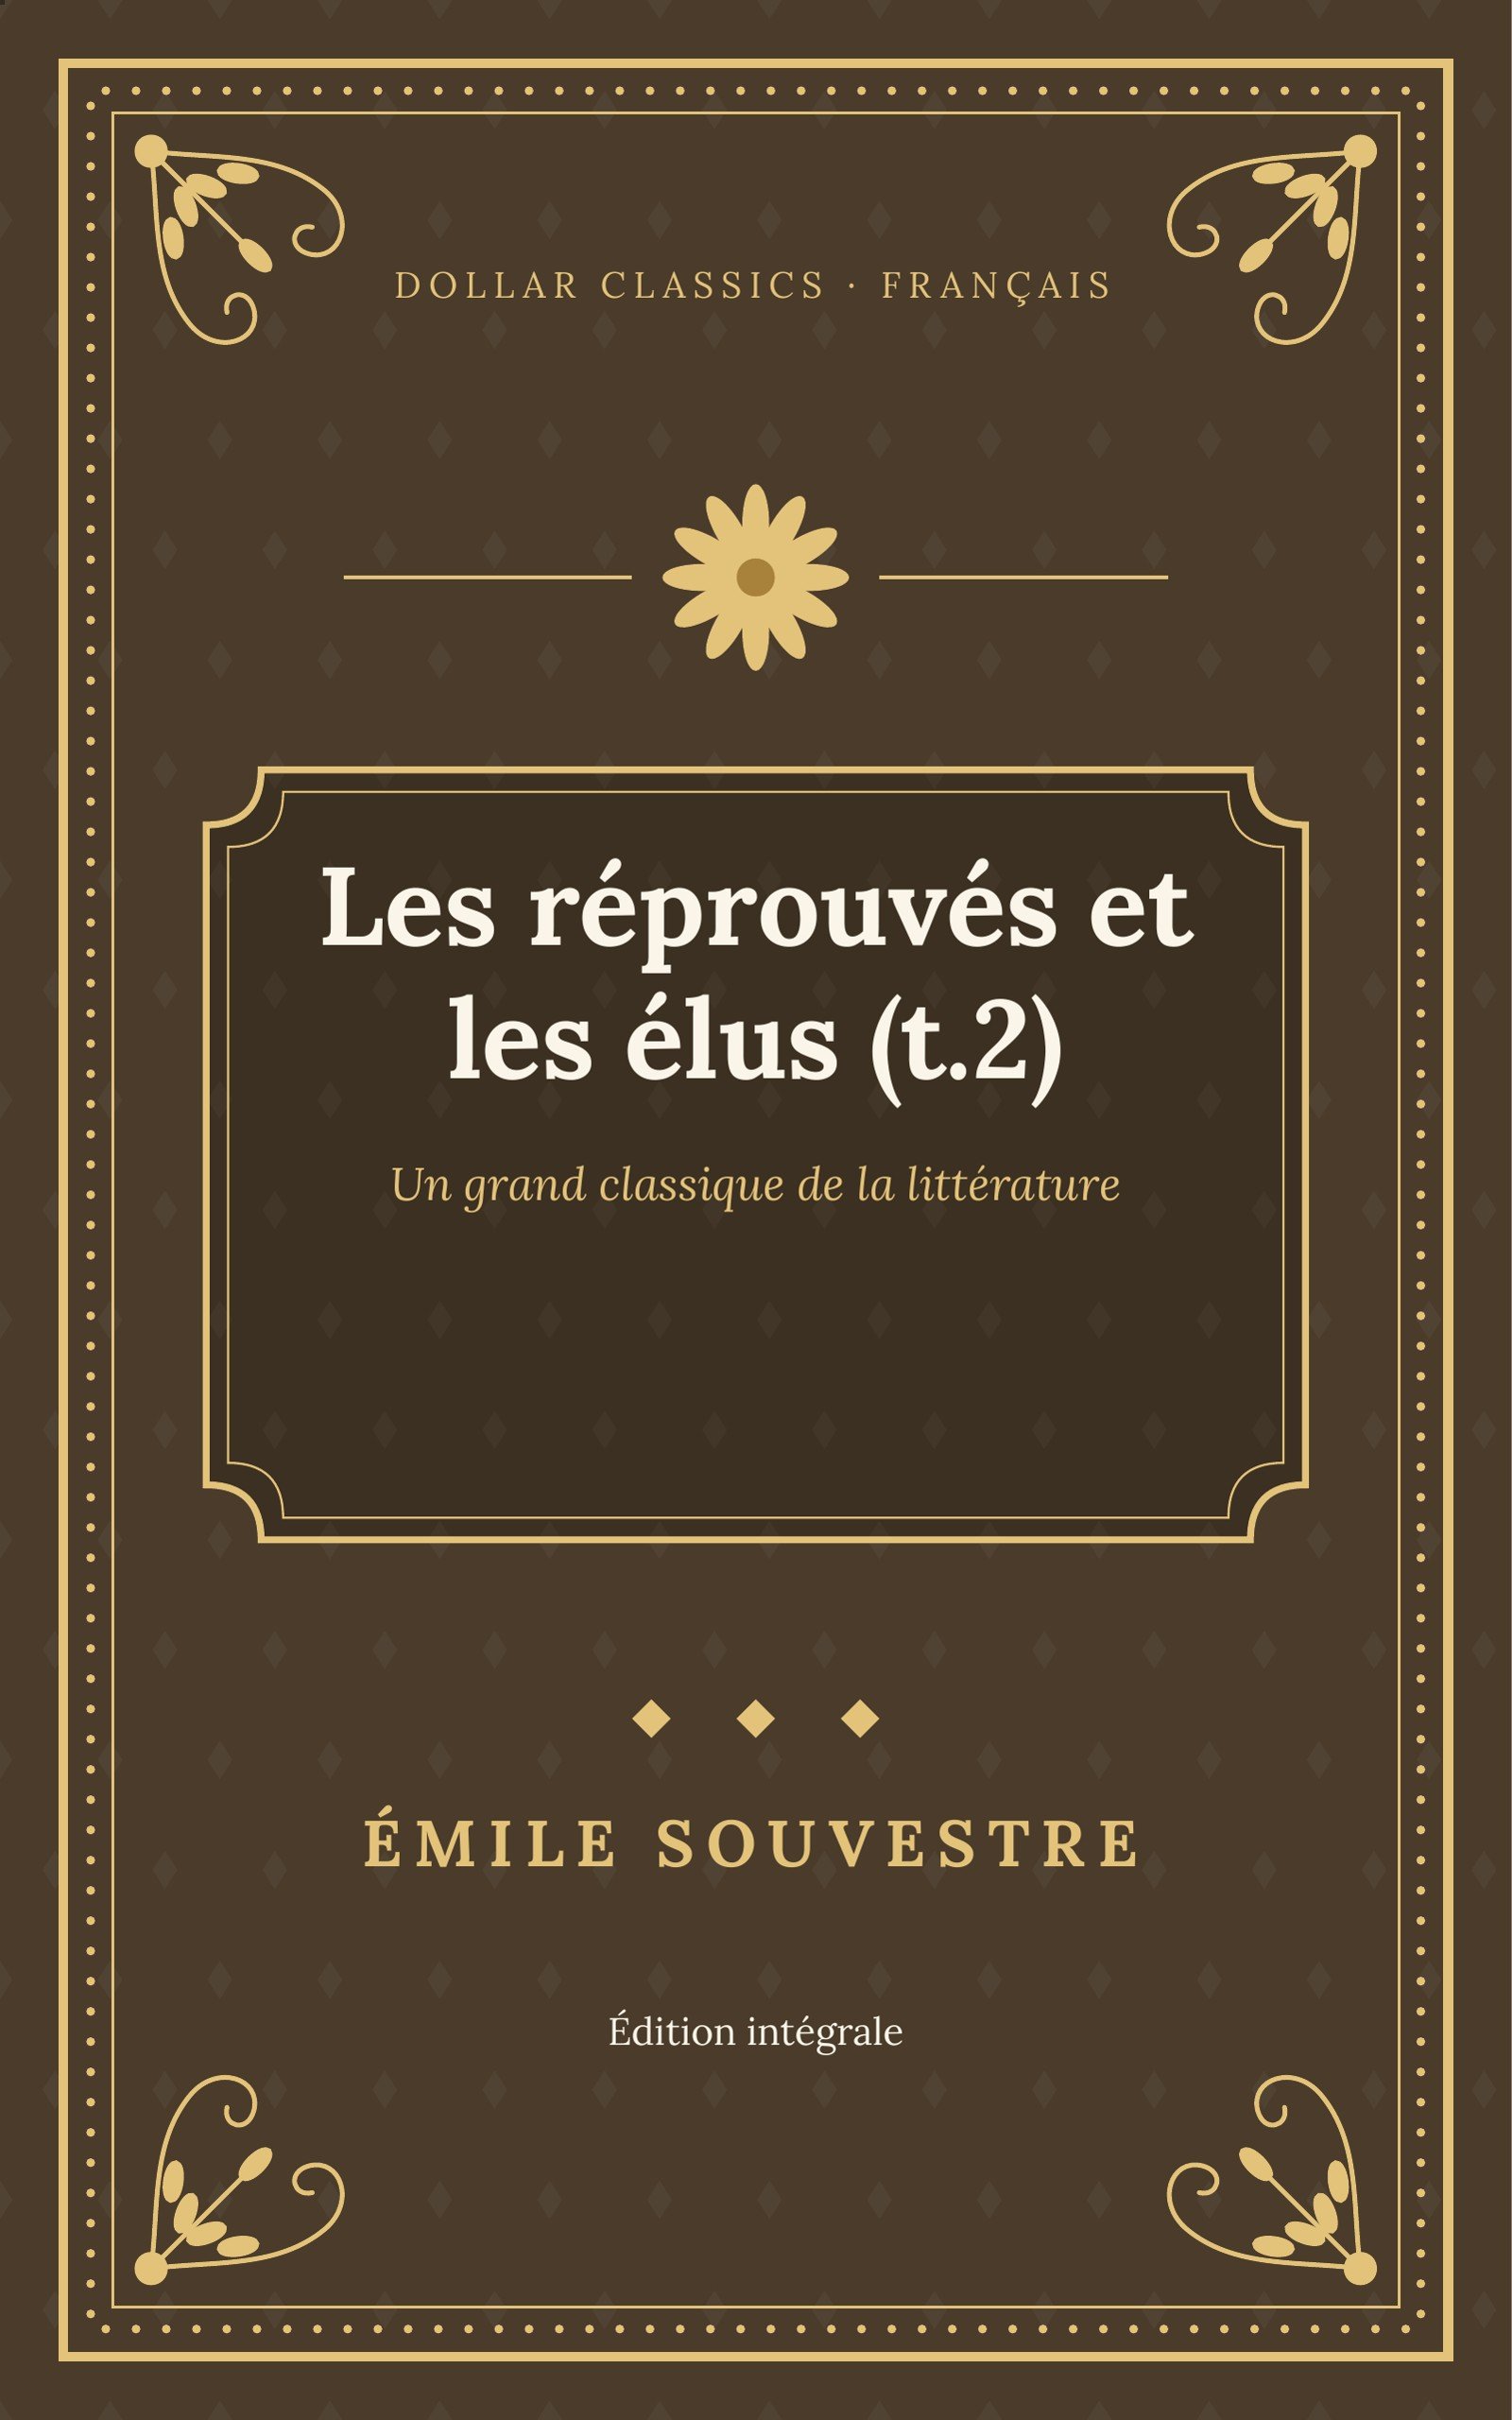 DOLLAR CLASSICS · FRANÇAIS
Les réprouvés et
les élus (t.2)
Un grand classique de la littérature
ÉMILE SOUVESTRE
Édition intégrale